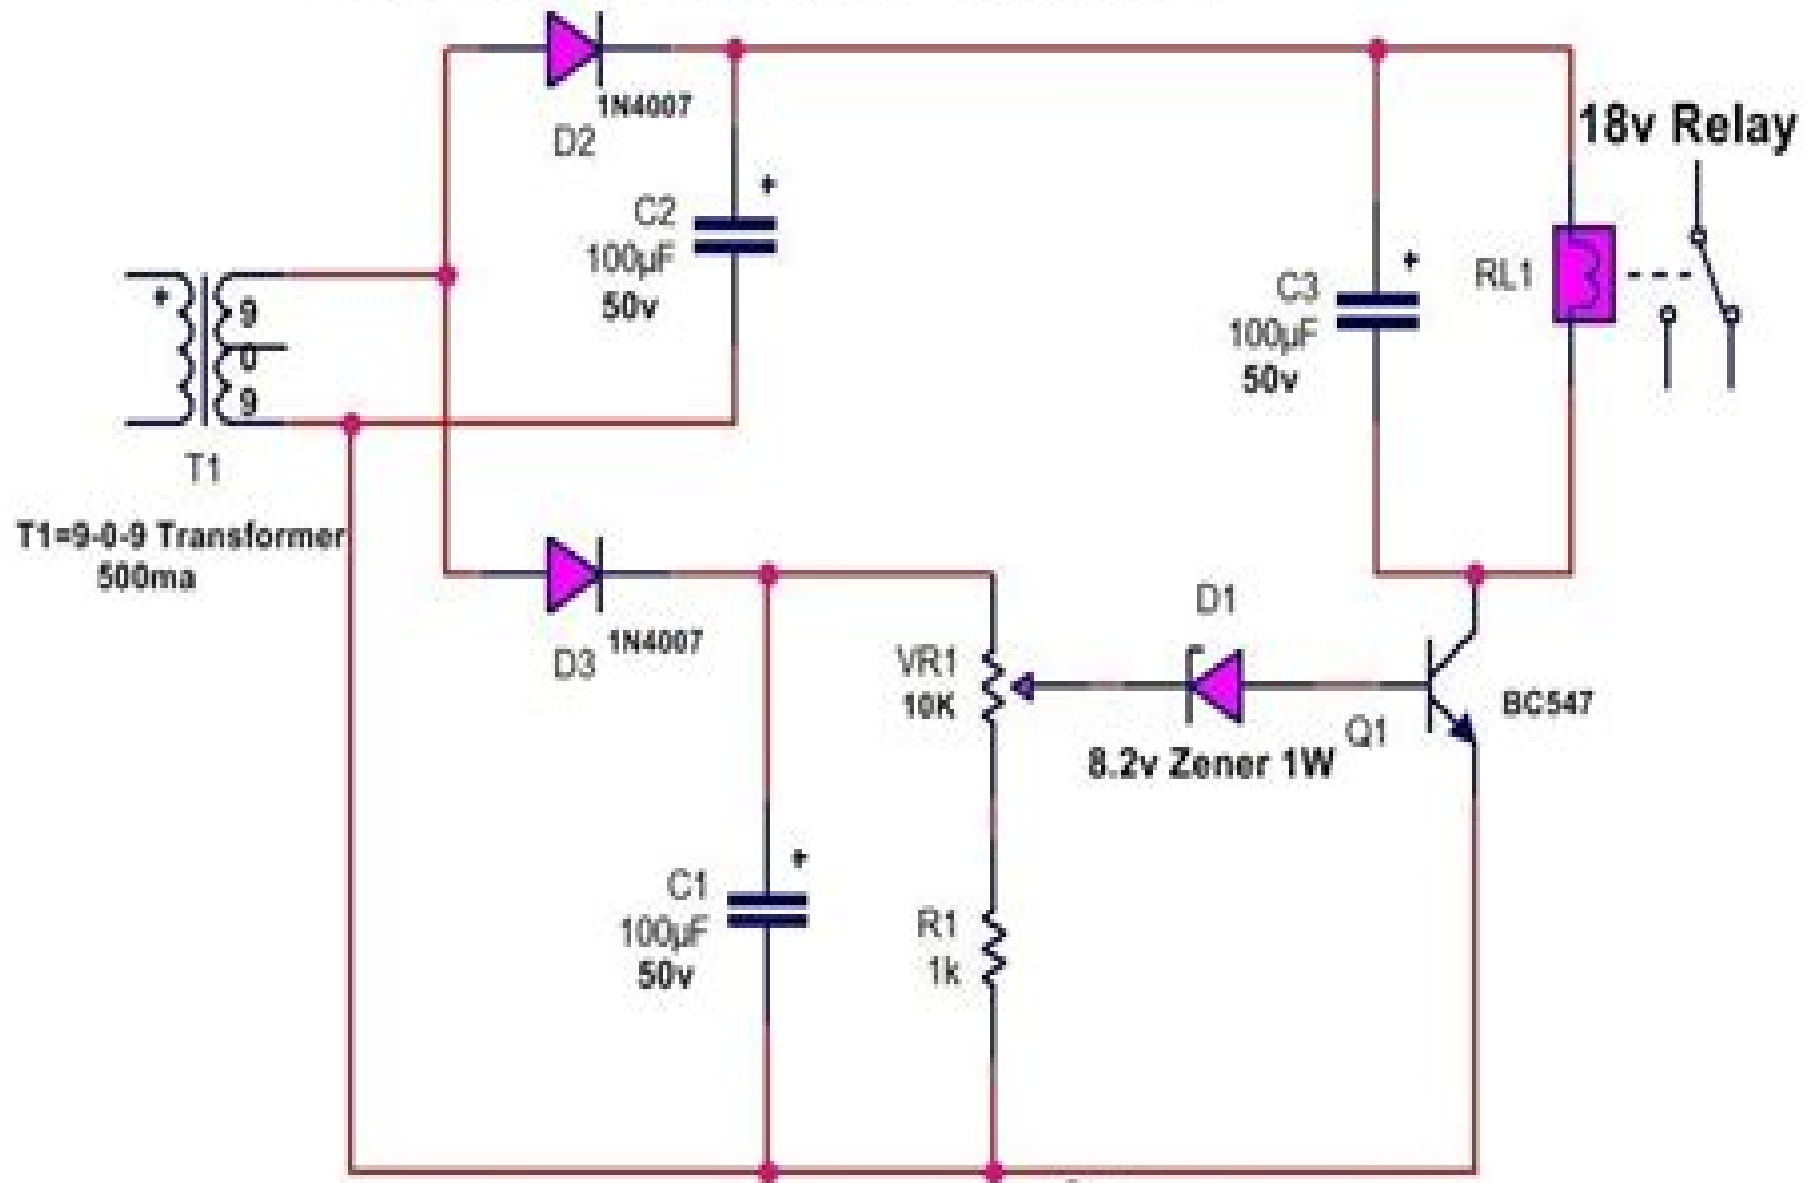 1N4007
D2
18v Relay
C2
100µF
50v
RL1
C3
100µF
50v
9
0
9
T1
T1=9-0-9 Transformer
500ma
1N4007
D3
D1
VR1
10K
8.2v Zener 1W
Q1
BC547
C1
100µF
50v
R1
1k